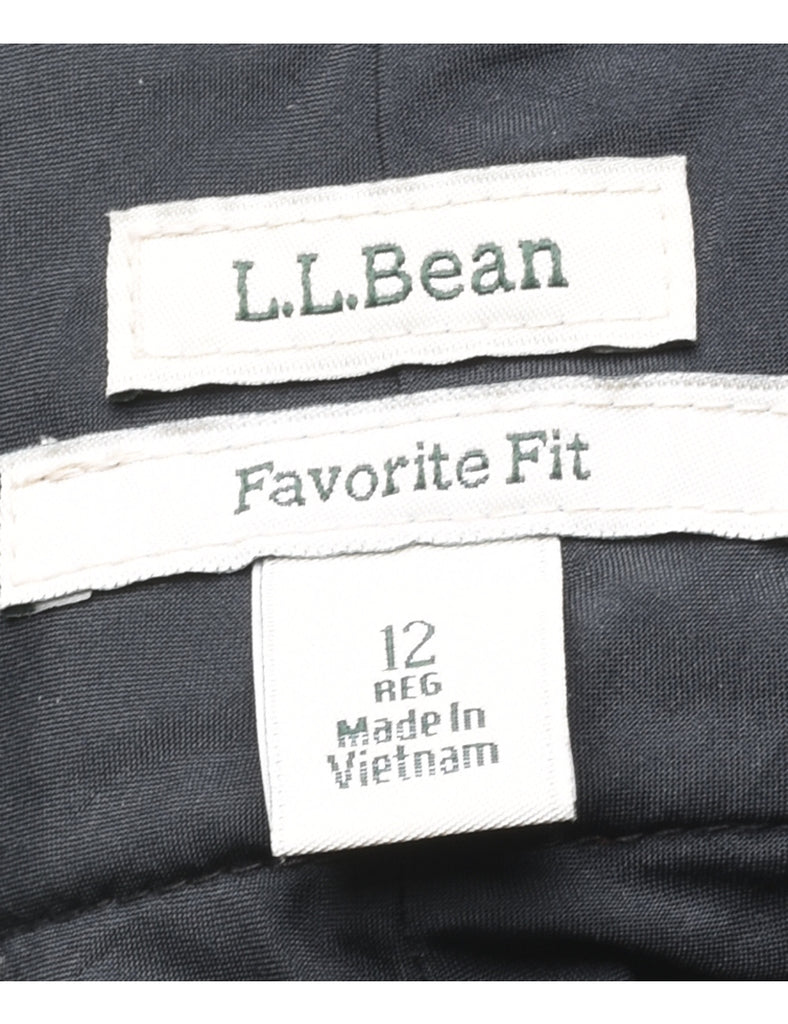 L.L.Bean
Favorite Fit
12
REG
Made In
Vietnam